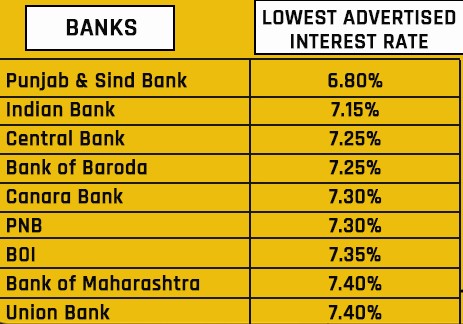 BANKS
LOWEST ADVERTISED
INTEREST RATE
Punjab & Sind Bank 6.80%
Indian Bank 7.15%
Central Bank 7.25%
Bank of Baroda 7.25%
Canara Bank 7.30%
PNB 7.30%
BOI 7.35%
Bank of Maharashtra 7.40%
Union Bank 7.40%